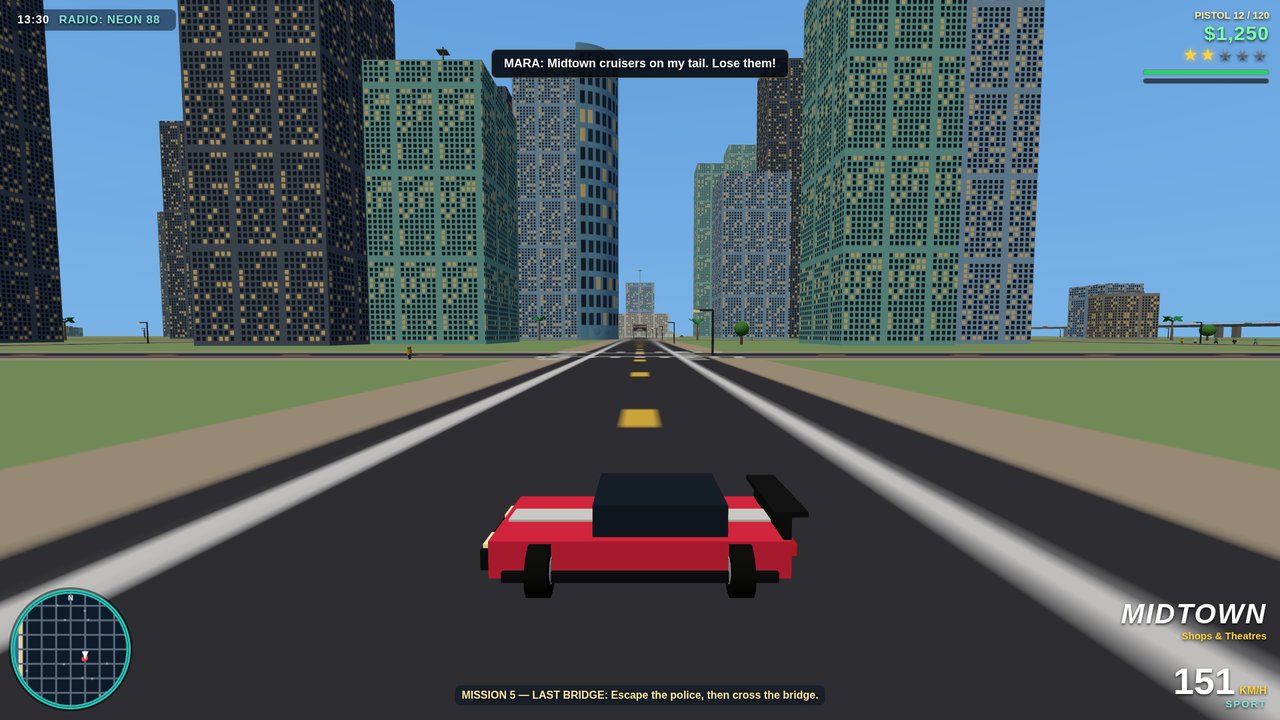 13:30 RADIO: NEON 88
PISTOL 12 / 120
$1,250
MARA: Midtown cruisers on my tail. Lose them!
N
MIDTOWN
Shops & Theatres
151 KM/H
SPORT
MISSION 5 — LAST BRIDGE: Escape the police, then cross the bridge.